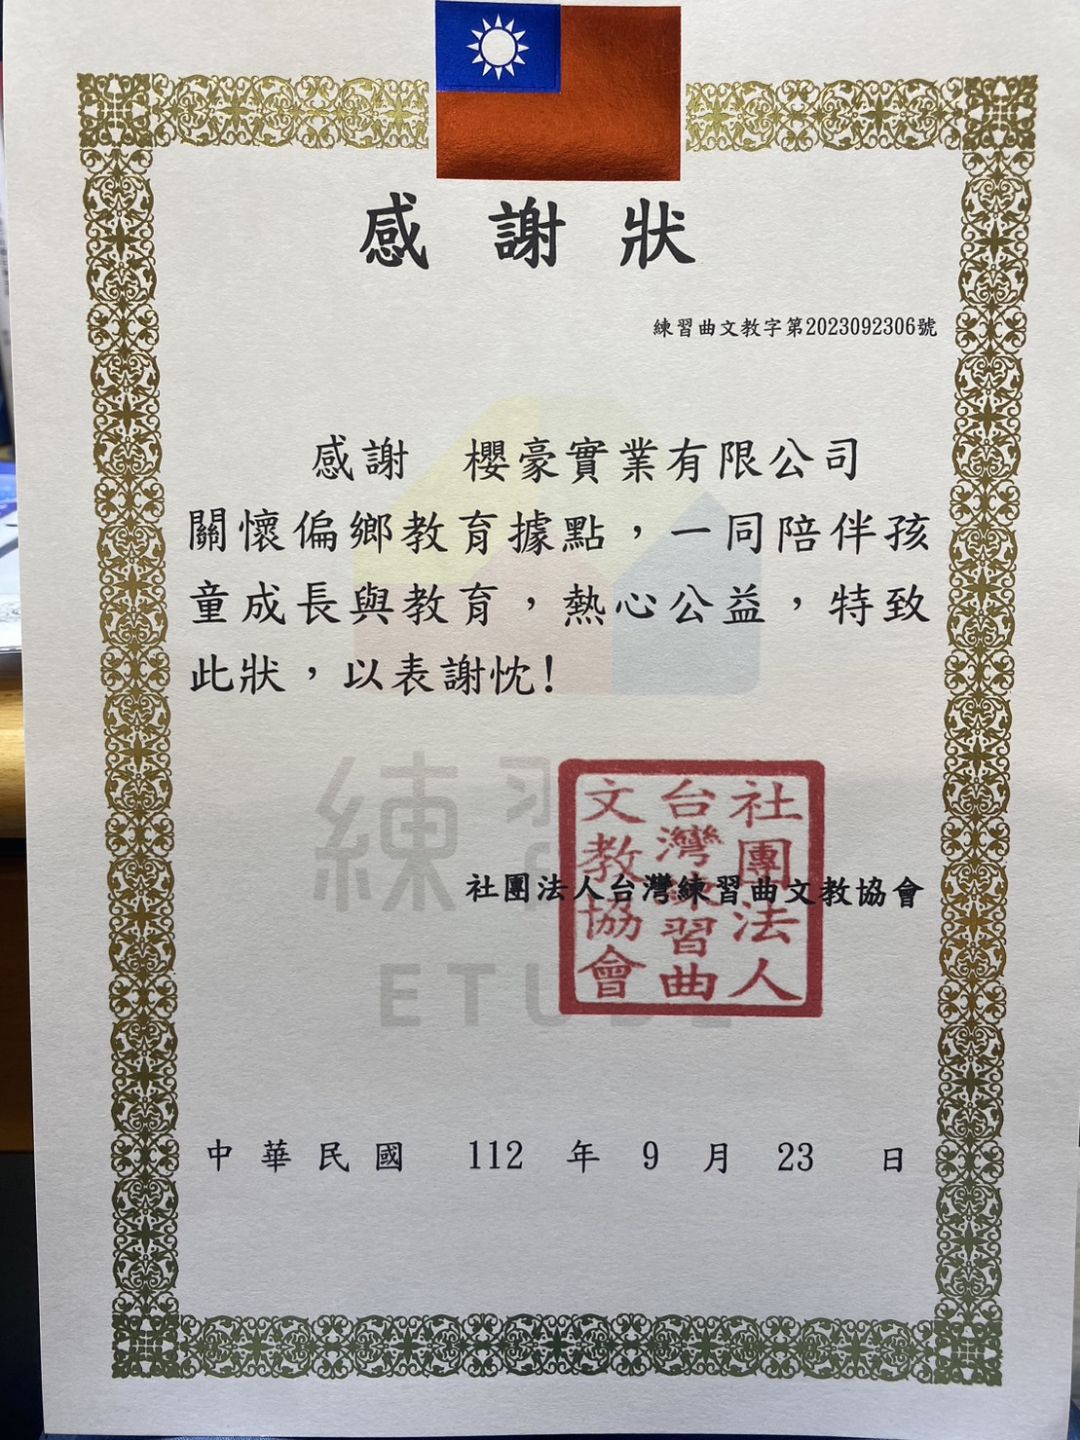 感謝狀
練習曲文教字第2023092306號
感謝 櫻豪實業有限公司
關懷偏鄉教育據點，一同陪伴孩
童成長與教育，熱心公益，特致
此狀，以表謝忱!
練習
ETUDE
社團法人台灣練習曲文教協會
社團法人
台灣練習曲
文教協會
中華民國 112 年 9 月 23 日